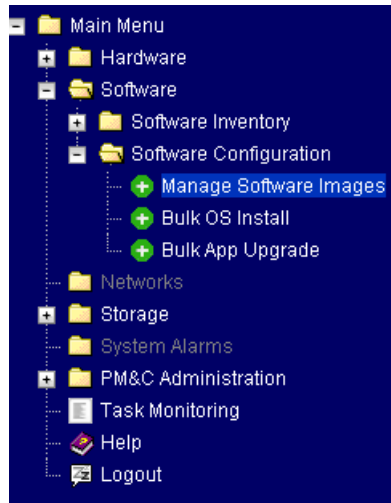 Main Menu
Hardware
Software
Software Inventory
Software Configuration
Manage Software Images
Bulk OS Install
Bulk App Upgrade
Networks
Storage
System Alarms
PM&C Administration
Task Monitoring
Help
Logout